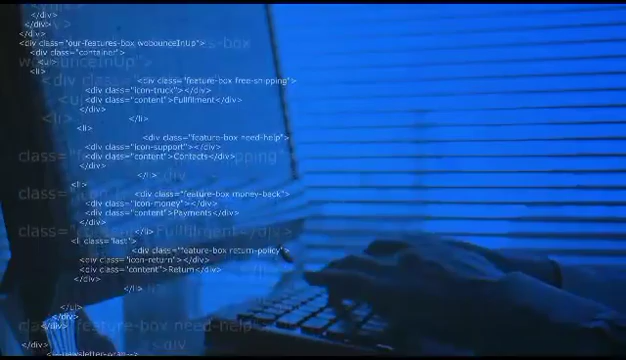 </div>
</div>
</div>
<div class="our-features-box wobounceInUp">
<div class="container">
<ul>
<li>
<div class="feature-box free-shipping">
<div class="icon-truck"></div>
<div class="content">Fullfilment</div>
</div>
</li>
<li>
<div class="feature-box need-help">
<div class="icon-support"></div>
<div class="content">Contacts</div>
</div>
</li>
<li>
<div class="feature-box money-back">
<div class="icon-money"></div>
<div class="content">Payments</div>
</div>
</li>
<li class="last">
<div class="feature-box return-policy">
<div class="icon-return"></div>
<div class="content">Return</div>
</div>
</li>
</ul>
</div>
</div>
</div>